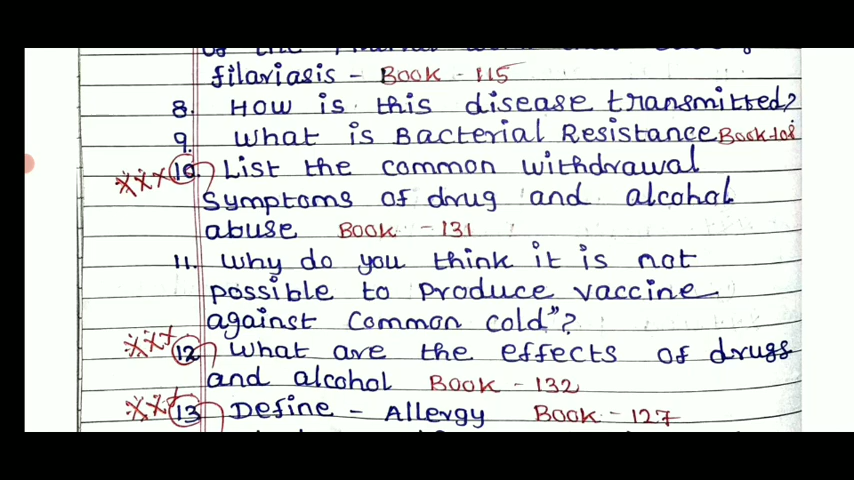 filariasis - Book - 115
8. How is this disease transmitted?
9. What is Bacterial Resistance Book-108
10. List the common withdrawal
symptoms of drug and alcohol
abuse Book - 131
11. Why do you think it is not
possible to produce vaccine
against common cold"?
12 What are the effects of drugs
and alcohol Book - 132
13 Define - Allergy Book - 127